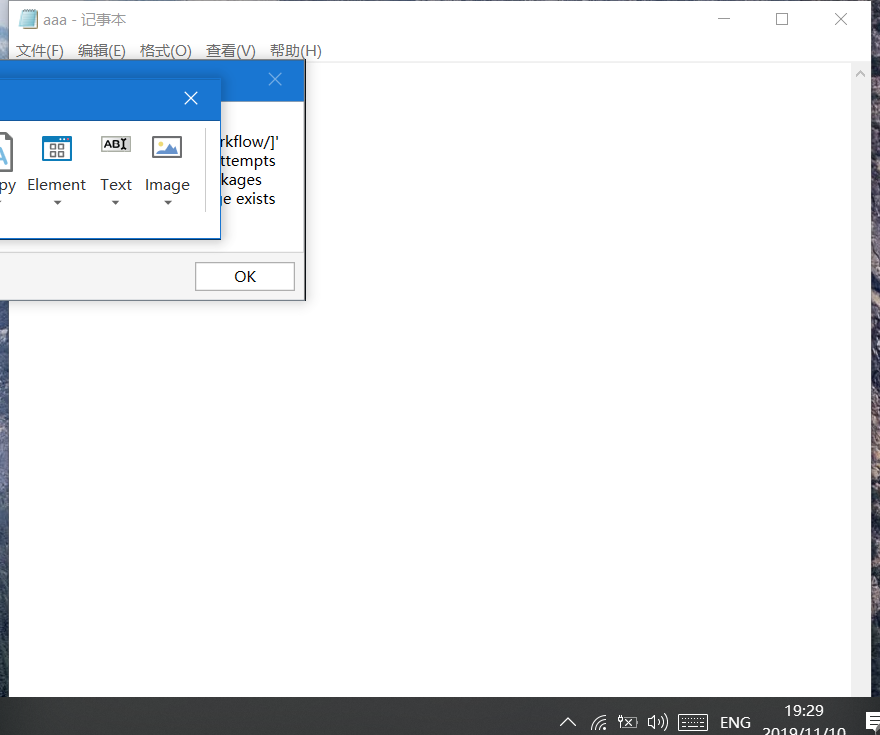 aaa - 记事本
文件(F) 编辑(E) 格式(O) 查看(V) 帮助(H)
rkflow/]'
ttempts
kages
e exists
py Element Text Image
ABI
OK
ENG
19:29
2019/11/10